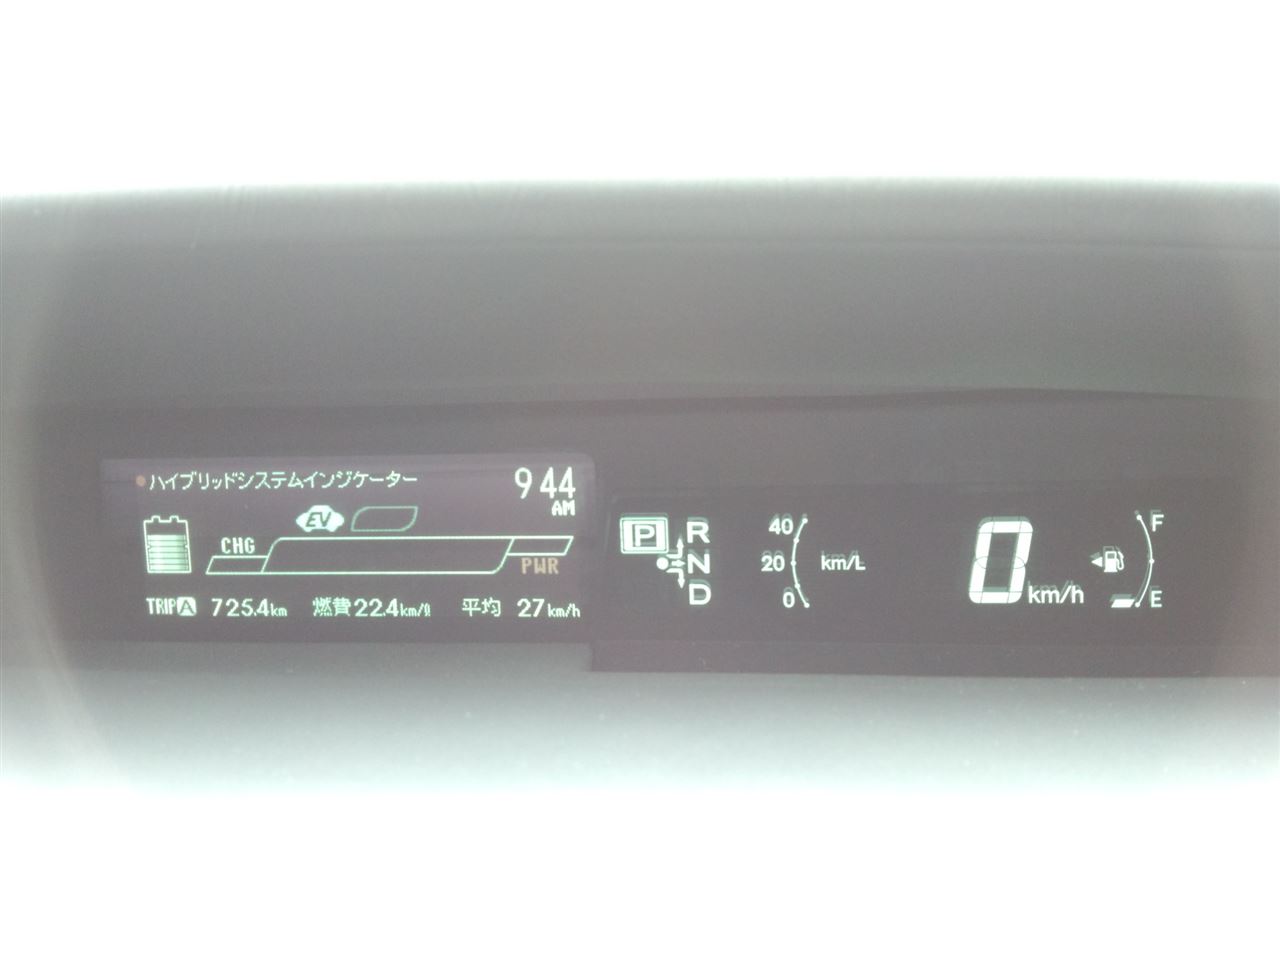 ハイブリッドシステムインジケーター 9 44
AM
EV
CHG
PWR
TRIP A 725.4km 燃費22.4km/ℓ 平均 27km/h
P R
N
D
40
20 km/L
0
0 km/h
F
E